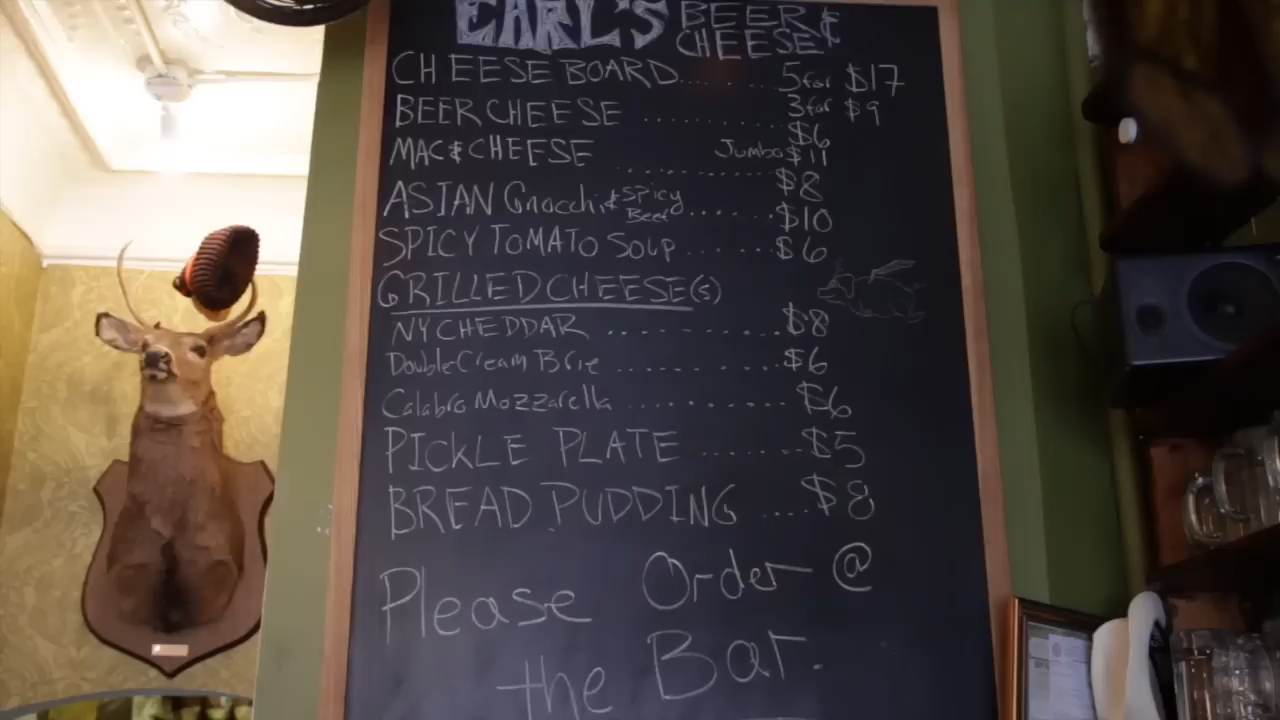 EARL'S BEER & CHEESE
CHEESE BOARD....... 5 for $17
3 for $9
BEER CHEESE .......... $6
MAC & CHEESE Jumbo $11
............... $8
ASIAN Gnocchi & Spicy Beef ...... $10
SPICY TOMATO SOUP ....... $6
GRILLED CHEESE(s)
NY CHEDDAR ........... $8
Double Cream Brie ........... $6
Calabro Mozzarella ............ $6
PICKLE PLATE ....... $5
BREAD PUDDING .... $8
Please Order @
the Bar.